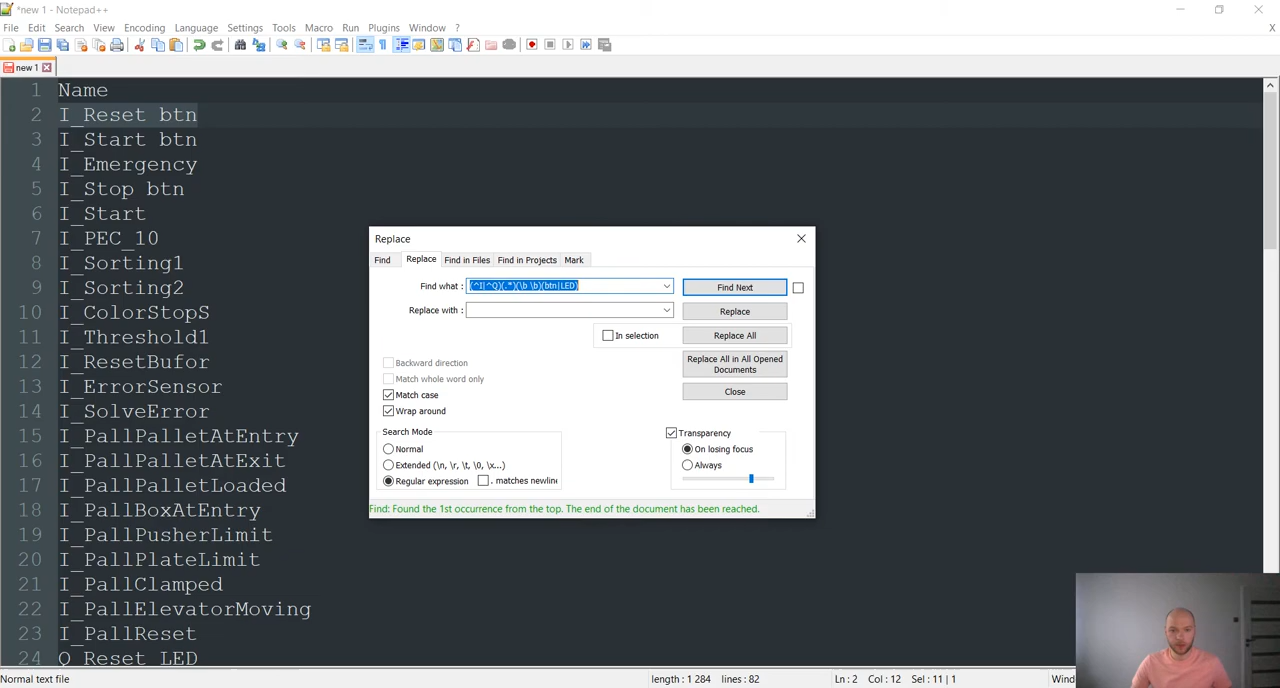 *new 1 - Notepad++
File Edit Search View Encoding Language Settings Tools Macro Run Plugins Window ? X
new 1
1 Name
2 I_Reset btn
3 I_Start btn
4 I_Emergency
5 I_Stop btn
6 I_Start
7 I_PEC_10
8 I_Sorting1
9 I_Sorting2
10 I_ColorStopS
11 I_Threshold1
12 I_ResetBufor
13 I_ErrorSensor
14 I_SolveError
15 I_PallPalletAtEntry
16 I_PallPalletAtExit
17 I_PallPalletLoaded
18 I_PallBoxAtEntry
19 I_PallPusherLimit
20 I_PallPlateLimit
21 I_PallClamped
22 I_PallElevatorMoving
23 I_PallReset
24 Q_Reset LED
Replace
Find Replace Find in Files Find in Projects Mark
Find what : (^I|^Q)(.*)(\b \b)(btn|LED) Find Next
Replace with : Replace
In selection Replace All
Replace All in All Opened
Documents
Close
Backward direction
Match whole word only
Match case
Wrap around
Search Mode
Normal
Extended (\n, \r, \t, \0, \x...)
Regular expression . matches newline
Transparency
On losing focus
Always
Find: Found the 1st occurrence from the top. The end of the document has been reached.
Normal text file length : 1 284 lines : 82 Ln : 2 Col : 12 Sel : 11 | 1 Wind